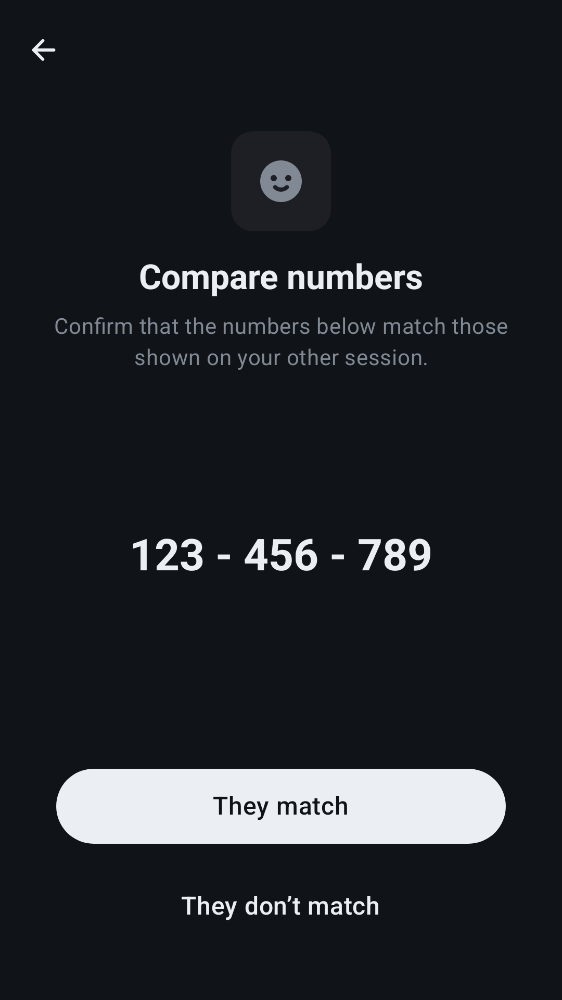 Compare numbers
Confirm that the numbers below match those
shown on your other session.
123 - 456 - 789
They match
They don’t match